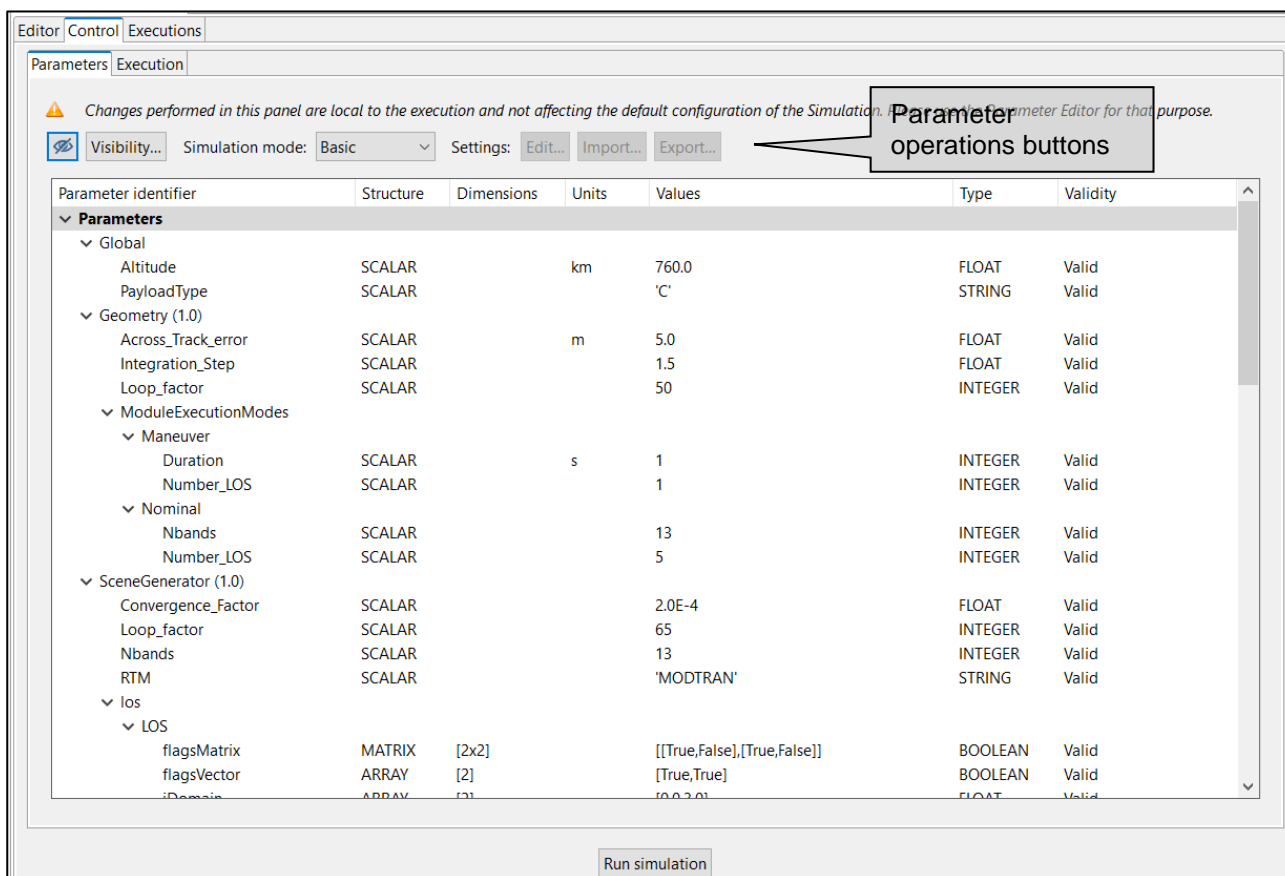 Editor Control Executions
Parameters Execution
Changes performed in this panel are local to the execution and not affecting the default configuration of the Simulation. Please use the Parameter Editor for that purpose.
Parameter
operations buttons
Visibility... Simulation mode: Basic Settings: Edit... Import... Export...
Parameter identifier Structure Dimensions Units Values Type Validity
Parameters
Global
Altitude SCALAR km 760.0 FLOAT Valid
PayloadType SCALAR 'C' STRING Valid
Geometry (1.0)
Across_Track_error SCALAR m 5.0 FLOAT Valid
Integration_Step SCALAR 1.5 FLOAT Valid
Loop_factor SCALAR 50 INTEGER Valid
ModuleExecutionModes
Maneuver
Duration SCALAR s 1 INTEGER Valid
Number_LOS SCALAR 1 INTEGER Valid
Nominal
Nbands SCALAR 13 INTEGER Valid
Number_LOS SCALAR 5 INTEGER Valid
SceneGenerator (1.0)
Convergence_Factor SCALAR 2.0E-4 FLOAT Valid
Loop_factor SCALAR 65 INTEGER Valid
Nbands SCALAR 13 INTEGER Valid
RTM SCALAR 'MODTRAN' STRING Valid
los
LOS
flagsMatrix MATRIX [2x2] [[True,False],[True,False]] BOOLEAN Valid
flagsVector ARRAY [2] [True,True] BOOLEAN Valid
ARRAY FLOAT Valid
Run simulation